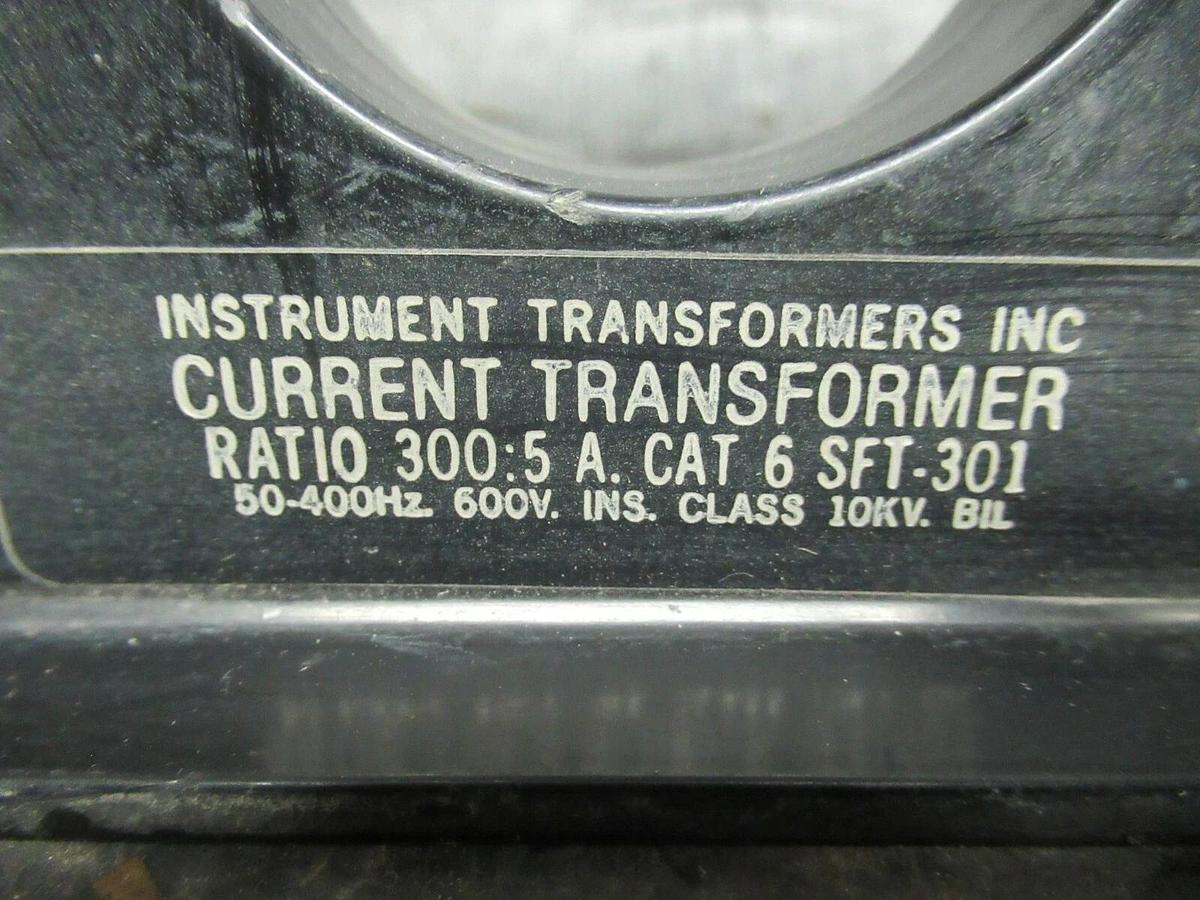 INSTRUMENT TRANSFORMERS INC
CURRENT TRANSFORMER
RATIO 300:5 A. CAT 6 SFT-301
50-400Hz. 600V. INS. CLASS 10KV. BIL